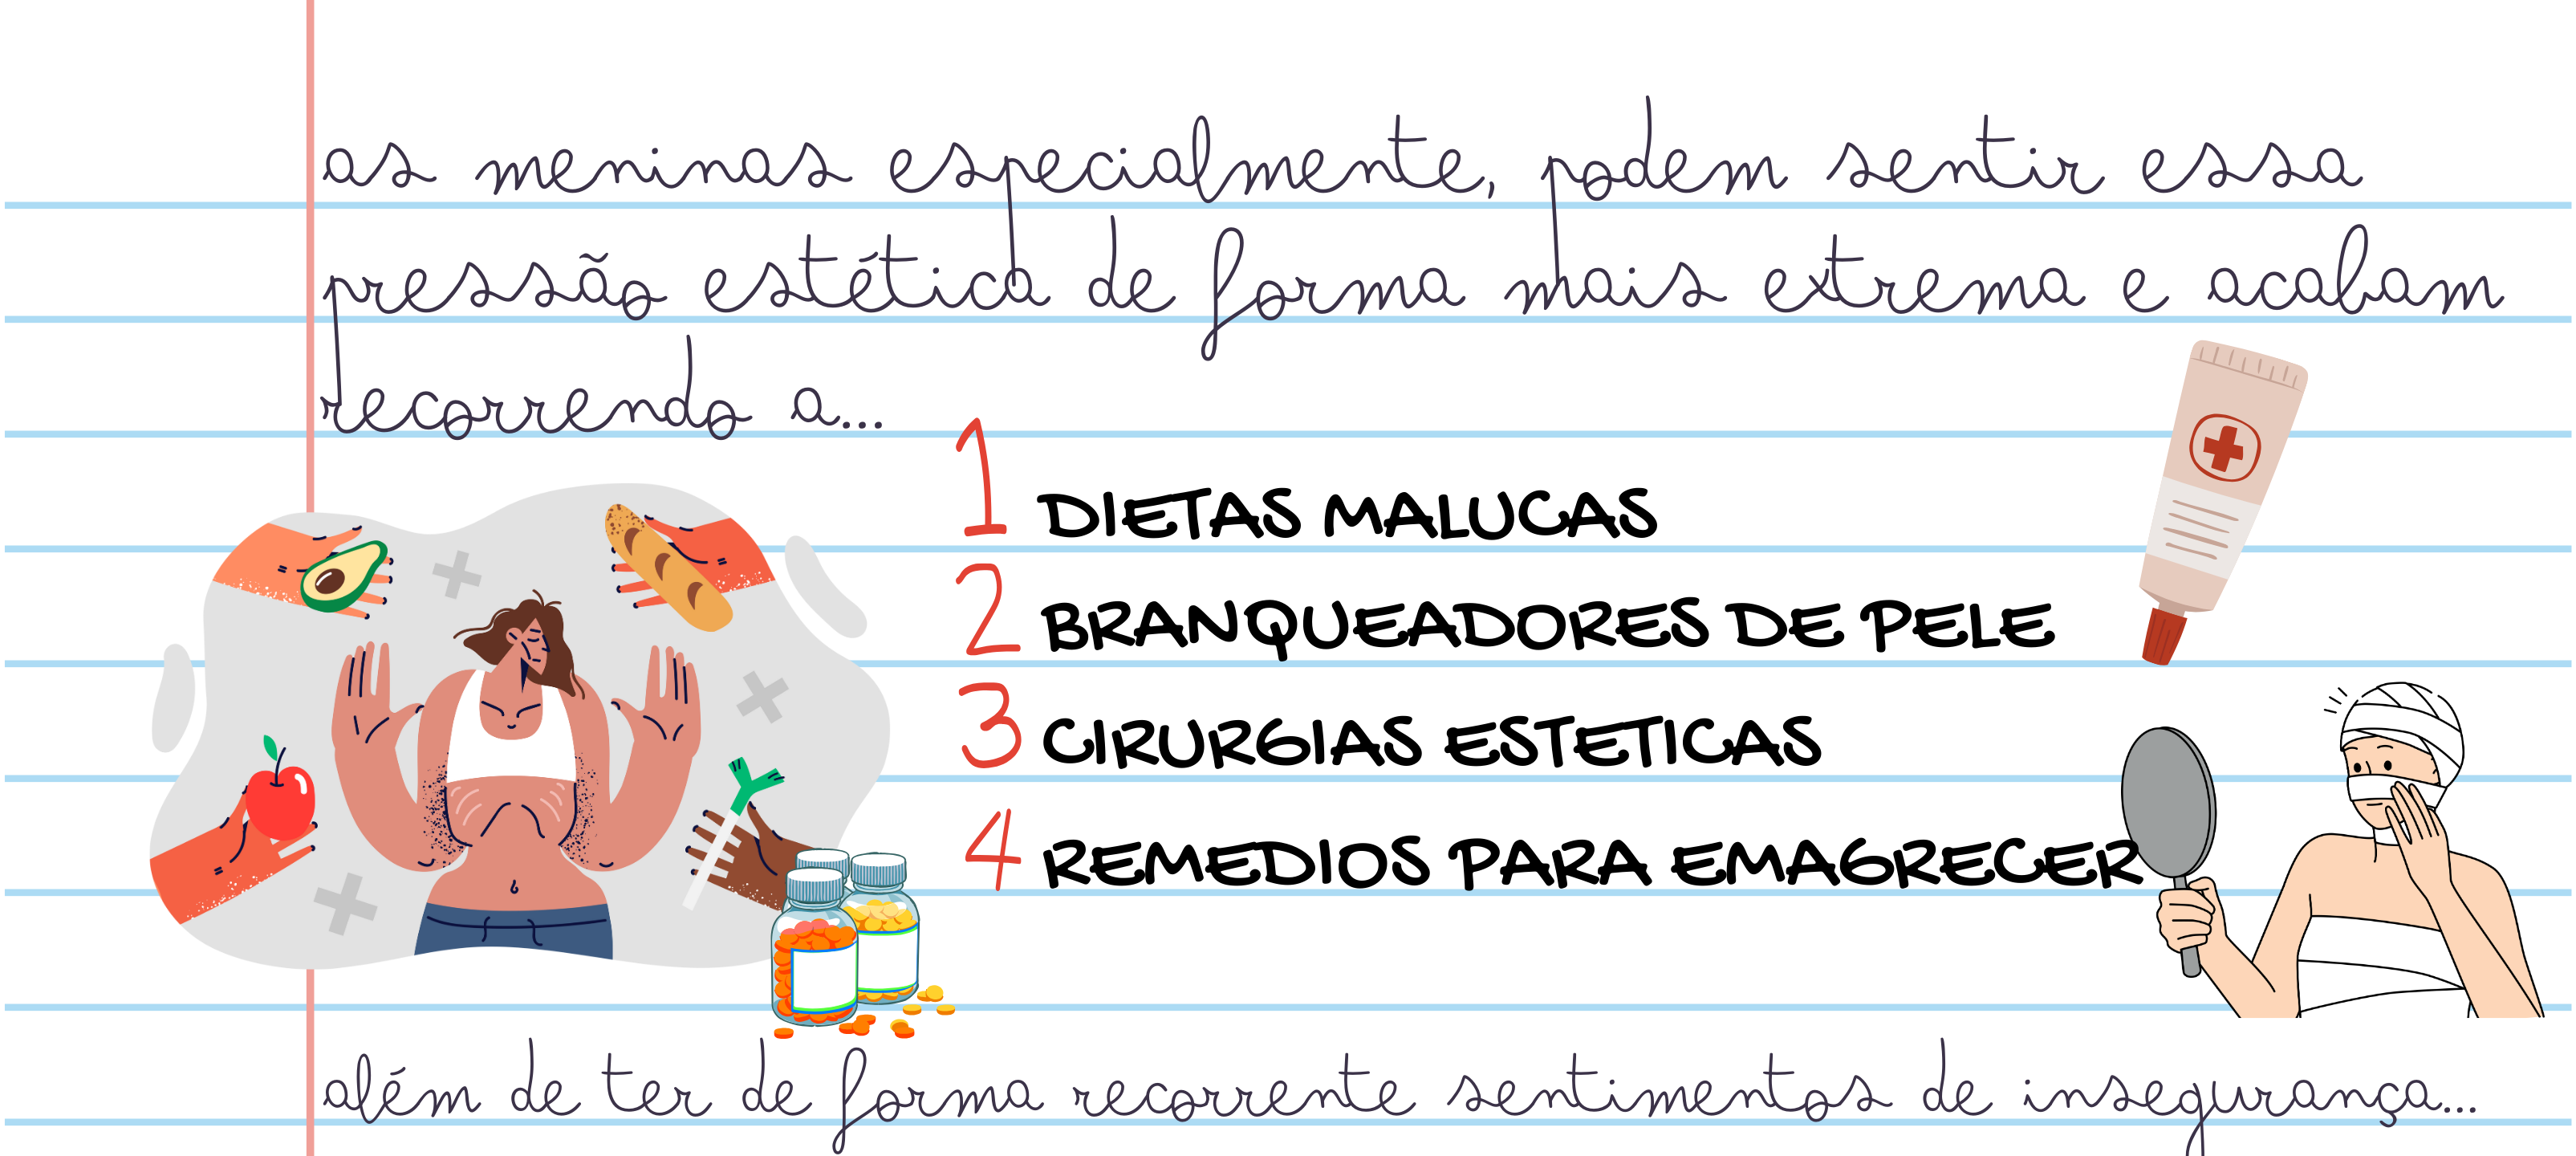 as meninas especialmente, podem sentir essa
pressão estética de forma mais extrema e acabam
recorrendo a...
1 DIETAS MALUCAS
2 BRANQUEADORES DE PELE
3 CIRURGIAS ESTETICAS
4 REMEDIOS PARA EMAGRECER
além de ter de forma recorrente sentimentos de insegurança...